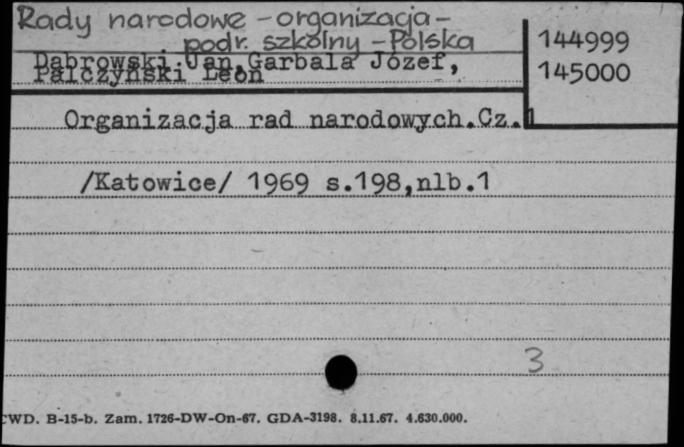 Rady narodowe - organizacja -
podr. szkolny - Polska
144999
Dąbrowski Jan, Garbala Józef,
Palczyński Leon
145000
Organizacja rad narodowych.Cz.1
/Katowice/ 1969 s.198,nlb.1
3
CWD. B-15-b. Zam. 1726-DW-On-67. GDA-3198. 8.11.67. 4.630.000.